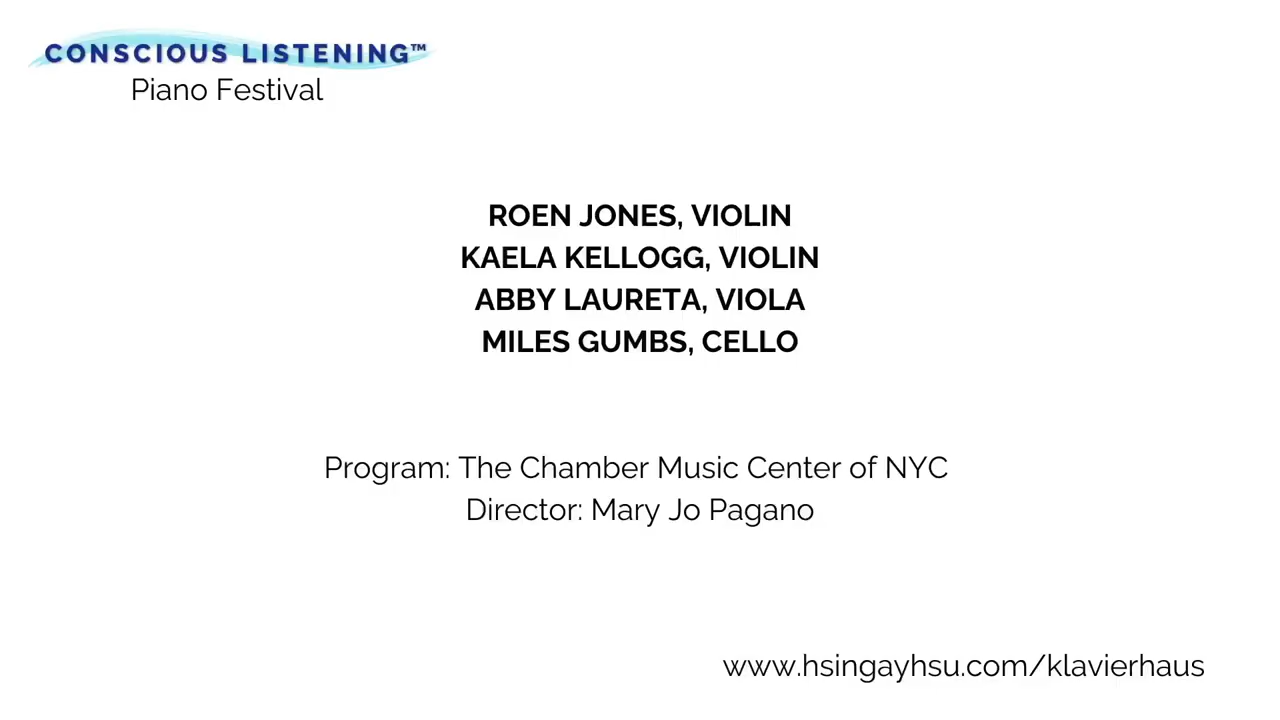 CONSCIOUS LISTENING™
Piano Festival
ROEN JONES, VIOLIN
KAELA KELLOGG, VIOLIN
ABBY LAURETA, VIOLA
MILES GUMBS, CELLO
Program: The Chamber Music Center of NYC
Director: Mary Jo Pagano
www.hsingayhsu.com/klavierhaus